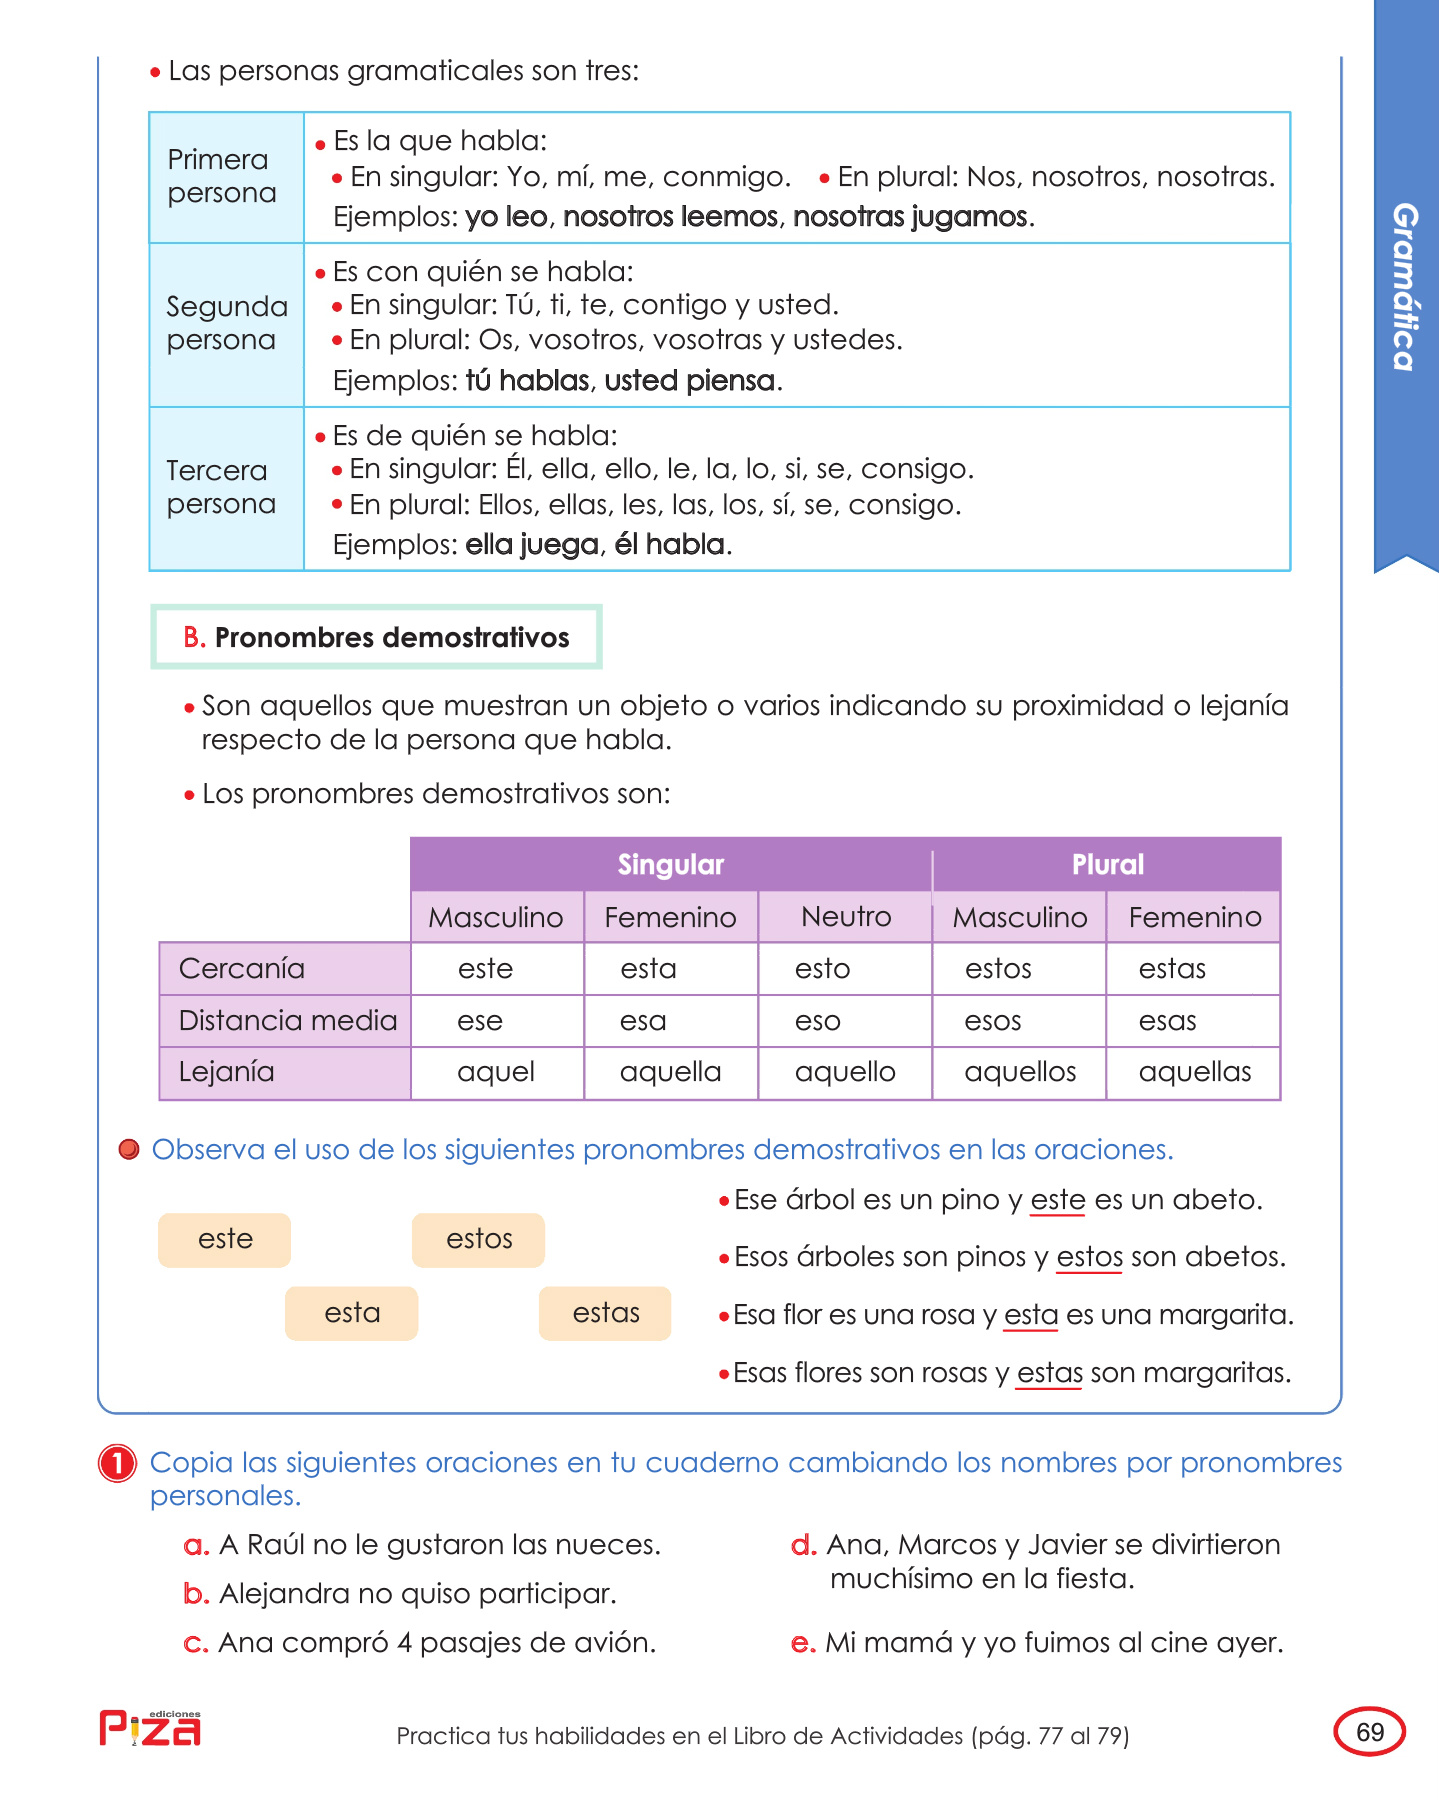 • Las personas gramaticales son tres:
Primera persona
• Es la que habla:
• En singular: Yo, mí, me, conmigo. • En plural: Nos, nosotros, nosotras.
Ejemplos: yo leo, nosotros leemos, nosotras jugamos.
Segunda persona
• Es con quién se habla:
• En singular: Tú, ti, te, contigo y usted.
• En plural: Os, vosotros, vosotras y ustedes.
Ejemplos: tú hablas, usted piensa.
Tercera persona
• Es de quién se habla:
• En singular: Él, ella, ello, le, la, lo, si, se, consigo.
• En plural: Ellos, ellas, les, las, los, sí, se, consigo.
Ejemplos: ella juega, él habla.
Gramática
B. Pronombres demostrativos
• Son aquellos que muestran un objeto o varios indicando su proximidad o lejanía
respecto de la persona que habla.
• Los pronombres demostrativos son:
Singular Plural
Masculino Femenino Neutro Masculino Femenino
Cercanía este esta esto estos estas
Distancia media ese esa eso esos esas
Lejanía aquel aquella aquello aquellos aquellas
Observa el uso de los siguientes pronombres demostrativos en las oraciones.
este estos
esta estas
• Ese árbol es un pino y este es un abeto.
• Esos árboles son pinos y estos son abetos.
• Esa flor es una rosa y esta es una margarita.
• Esas flores son rosas y estas son margaritas.
1 Copia las siguientes oraciones en tu cuaderno cambiando los nombres por pronombres
personales.
a. A Raúl no le gustaron las nueces.
b. Alejandra no quiso participar.
c. Ana compró 4 pasajes de avión.
d. Ana, Marcos y Javier se divirtieron
muchísimo en la fiesta.
e. Mi mamá y yo fuimos al cine ayer.
ediciones
Piza
Practica tus habilidades en el Libro de Actividades (pág. 77 al 79)
69